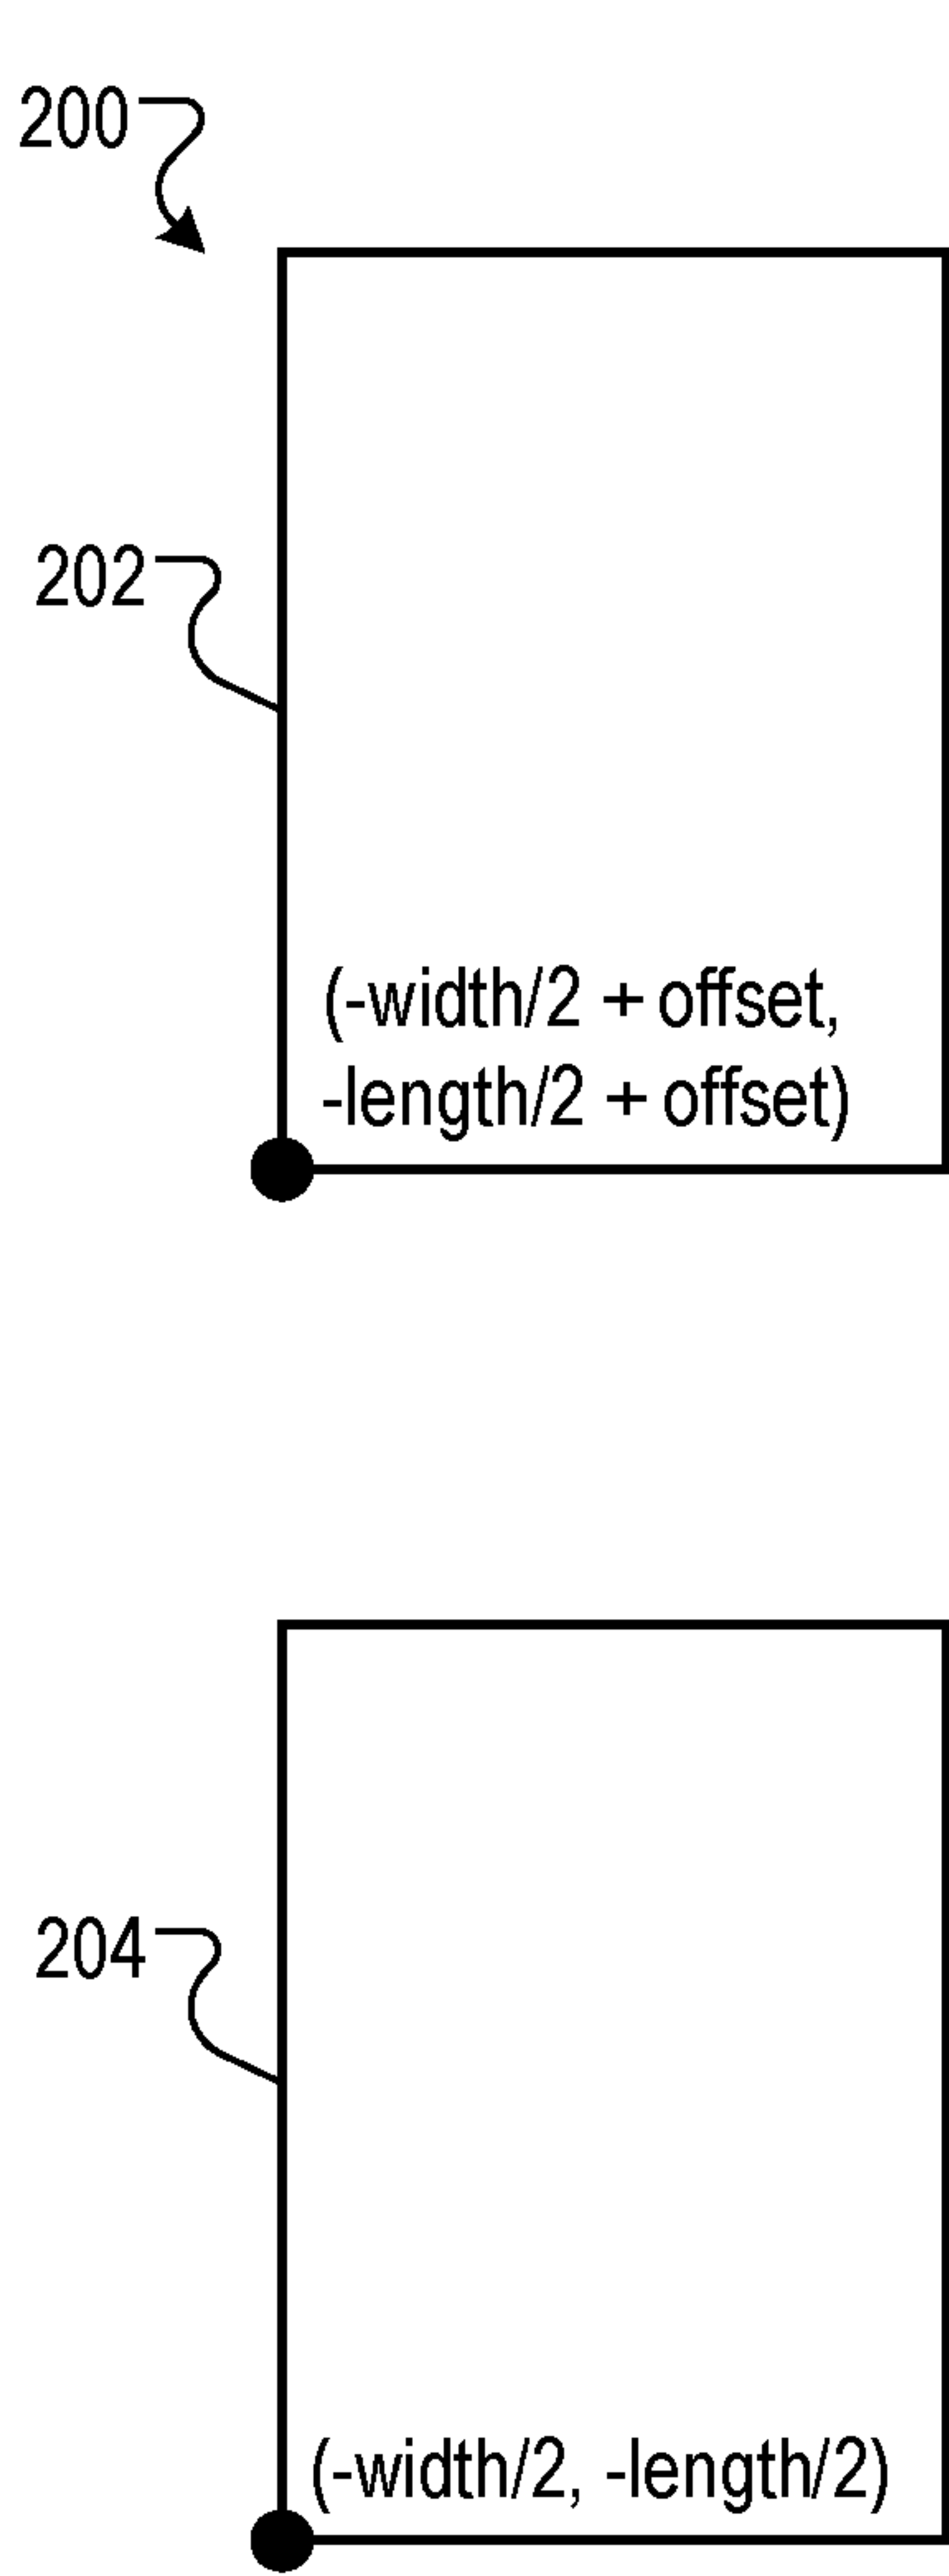 200
202
(-width/2 + offset,
-length/2 + offset)
204
(-width/2, -length/2)